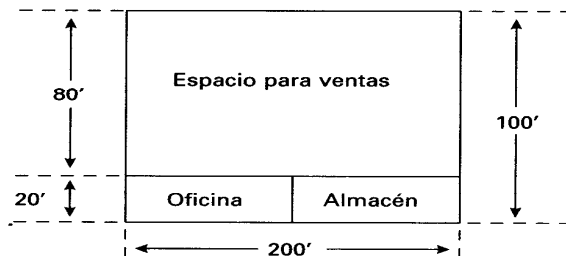 Espacio para ventas
80′
100′
20′
Oficina
Almacén
200′